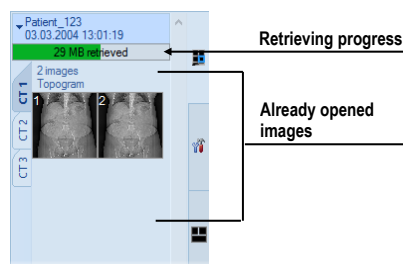 Patient_123
03.03.2004 13:01:19
29 MB retrieved
Retrieving progress
CT 1
CT 2
CT 3
2 images
Topogram
1
2
Already opened
images